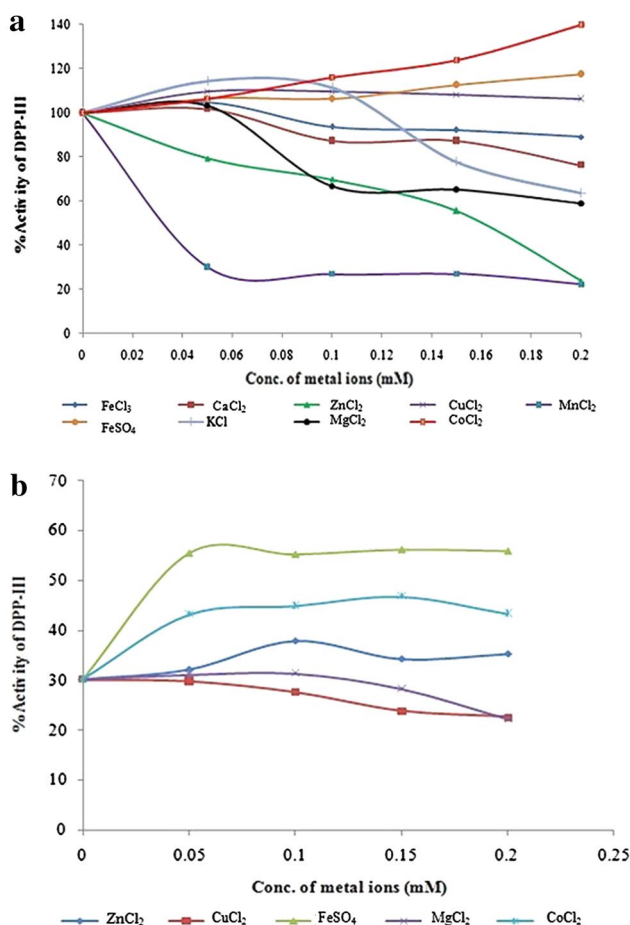 a
140
120
100
80
60
40
20
0
%Activity of DPP-III
0 0.02 0.04 0.06 0.08 0.1 0.12 0.14 0.16 0.18 0.2
Conc. of metal ions (mM)
FeCl₃ CaCl₂ ZnCl₂ CuCl₂ MnCl₂
FeSO₄ KCl MgCl₂ CoCl₂
b
70
60
50
40
30
20
10
0
%Activity of DPP-III
0 0.05 0.1 0.15 0.2 0.25
Conc. of metal ions (mM)
ZnCl₂ CuCl₂ FeSO₄ MgCl₂ CoCl₂